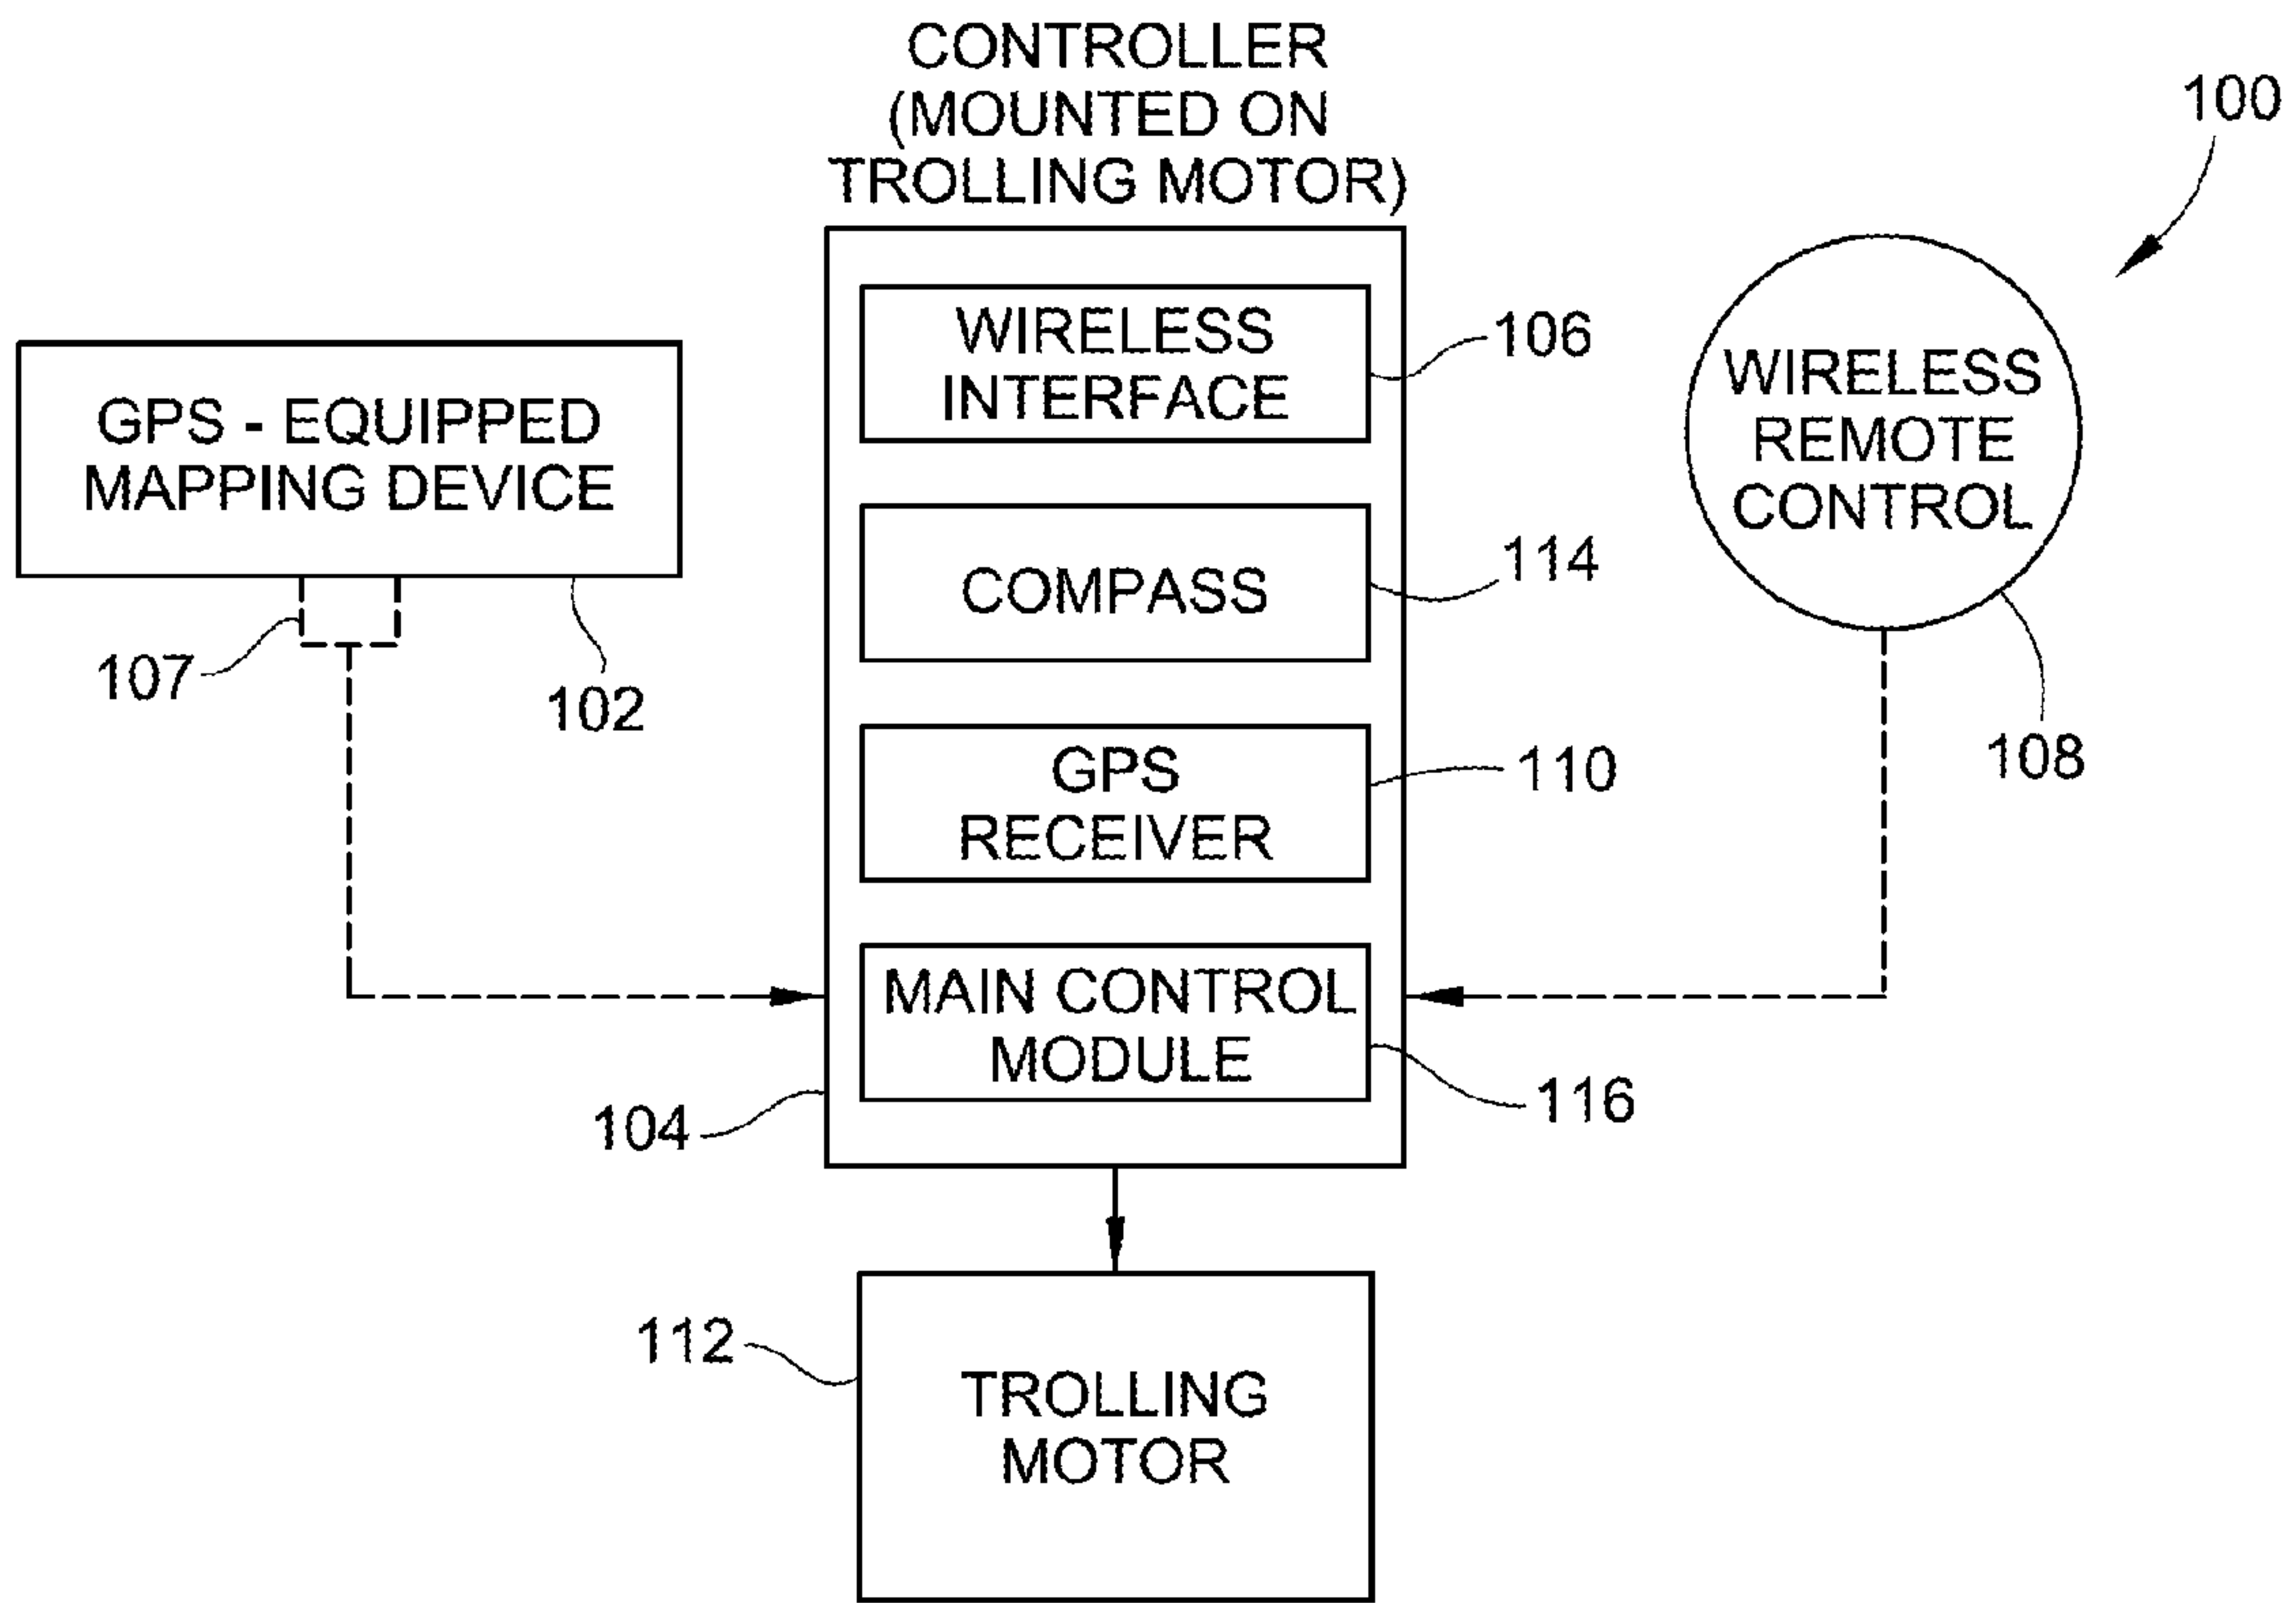 CONTROLLER
(MOUNTED ON
TROLLING MOTOR)
100
WIRELESS
INTERFACE
106
GPS - EQUIPPED
MAPPING DEVICE
WIRELESS
REMOTE
CONTROL
COMPASS
114
107
102
GPS
RECEIVER
110
108
MAIN CONTROL
MODULE
104
116
112
TROLLING
MOTOR